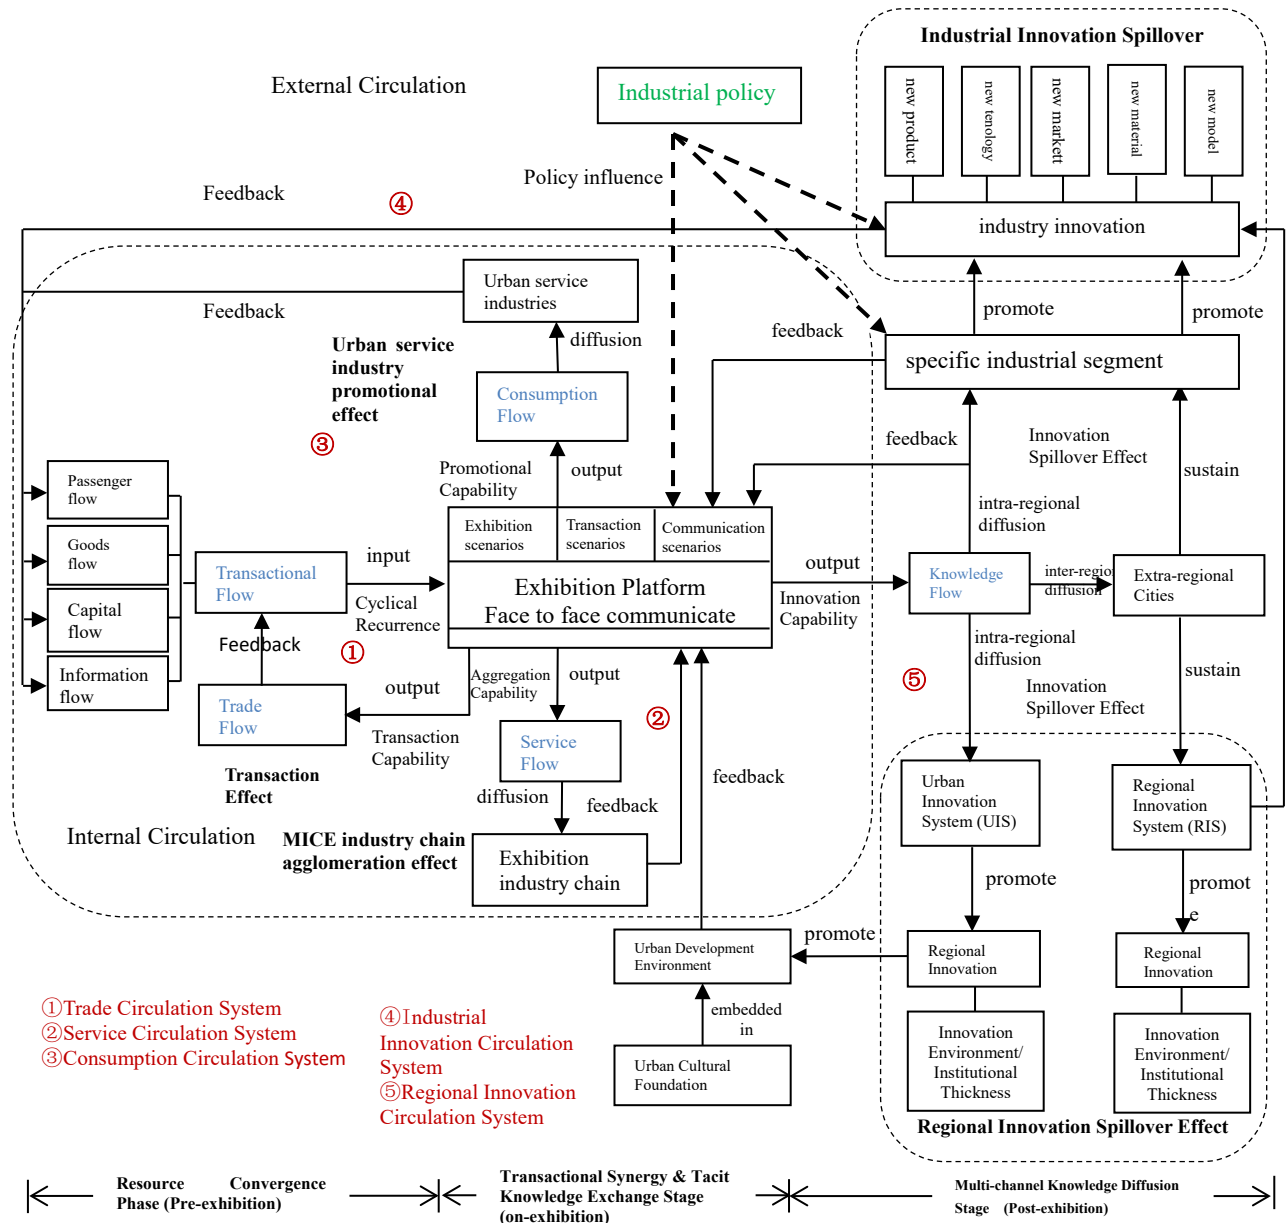 Industrial Innovation Spillover
External Circulation
Industrial policy
new product
new tenology
new markett
new material
new model
Policy influence
Feedback
④
industry innovation
Urban service
industries
Feedback
promote
promote
diffusion
feedback
Urban service
industry
promotional
effect
specific industrial segment
Consumption
Flow
③
feedback
Innovation
Spillover Effect
Promotional
Capability
output
sustain
Passenger
flow
Exhibition
scenarios
Transaction
scenarios
Communication
scenarios
intra-regional
diffusion
Goods
flow
Transactional
Flow
input
Exhibition Platform
Face to face communicate
output
Innovation
Capability
Knowledge
Flow
inter-regio
diffusion
Extra-regional
Cities
Capital
flow
Cyclical
Recurrence
Feedback
①
intra-regional
diffusion
Information
flow
Aggregation
Capability
output
output
sustain
⑤
Innovation
Spillover Effect
Trade
Flow
②
Transaction
Capability
Service
Flow
Transaction
Effect
diffusion
feedback
feedback
Urban
Innovation
System (UIS)
Regional
Innovation
System (RIS)
Internal Circulation
MICE industry chain
agglomeration effect
Exhibition
industry chain
promote
promot
e
Urban Development
Environment
promote
Regional
Innovation
Regional
Innovation
①Trade Circulation System
②Service Circulation System
③Consumption Circulation System
④Industrial
Innovation Circulation
System
⑤Regional Innovation
Circulation System
embedded
in
Urban Cultural
Foundation
Innovation
Environment/
Institutional
Thickness
Innovation
Environment/
Institutional
Thickness
Regional Innovation Spillover Effect
Resource Convergence
Phase (Pre-exhibition)
Transactional Synergy & Tacit
Knowledge Exchange Stage
(on-exhibition)
Multi-channel Knowledge Diffusion
Stage (Post-exhibition)